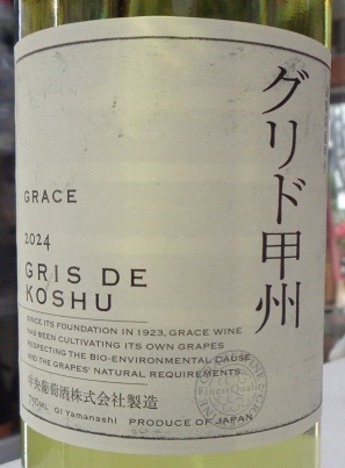 グリド甲州
GRACE
2024
GRIS DE
KOSHU
SINCE ITS FOUNDATION IN 1923, GRACE WINE
HAS BEEN CULTIVATING ITS OWN GRAPES
RESPECTING THE BIO-ENVIRONMENTAL CAUSE
AND THE GRAPES' NATURAL REQUIREMENTS.
中央葡萄酒株式会社製造
750ML GI Yamanashi PRODUCE OF JAPAN
Finest Quality